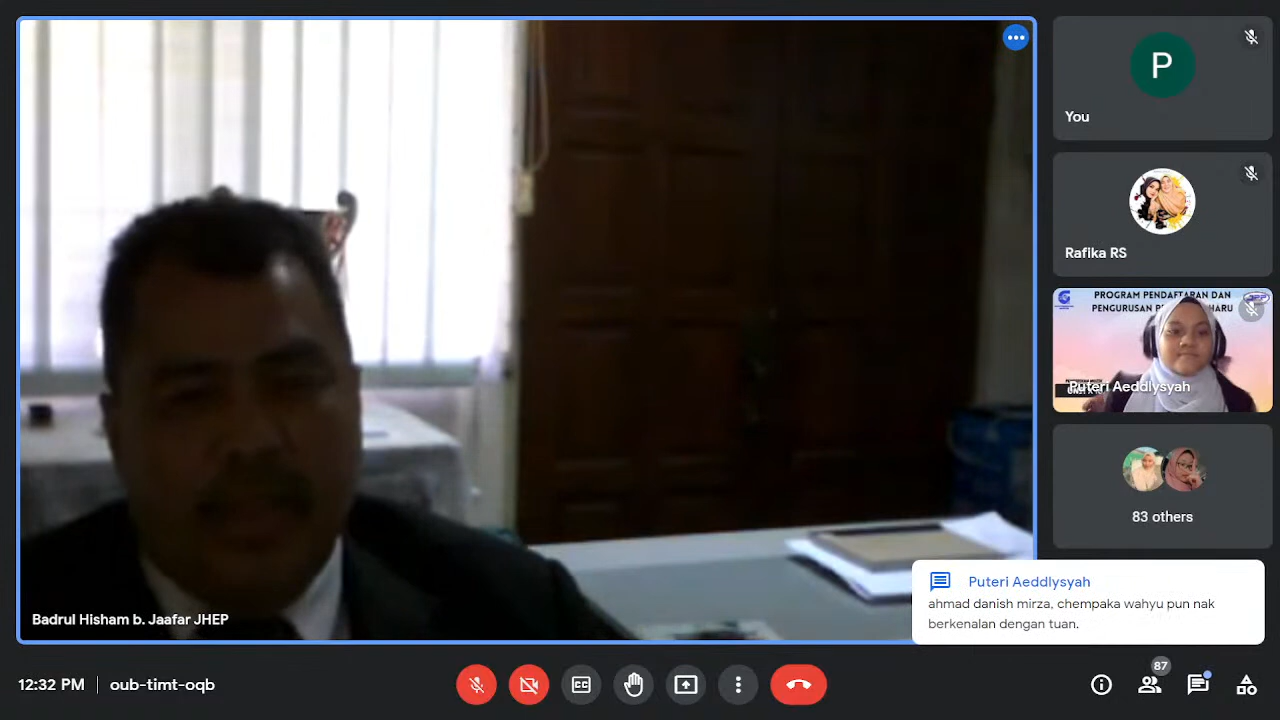 P
You
Rafika RS
PROGRAM PENDAFTARAN DAN
PENGURUSAN
Puteri Aeddlysyah
83 others
Badrul Hisham b. Jaafar JHEP
Puteri Aeddlysyah
ahmad danish mirza, chempaka wahyu pun nak
berkenalan dengan tuan.
12:32 PM
oub-timt-oqb
CC
87